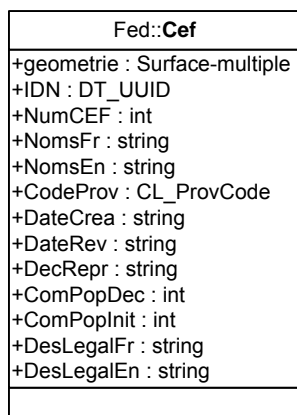 Fed::Cef
+geometrie : Surface-multiple
+IDN : DT_UUID
+NumCEF : int
+NomsFr : string
+NomsEn : string
+CodeProv : CL_ProvCode
+DateCrea : string
+DateRev : string
+DecRepr : string
+ComPopDec : int
+ComPopInit : int
+DesLegalFr : string
+DesLegalEn : string